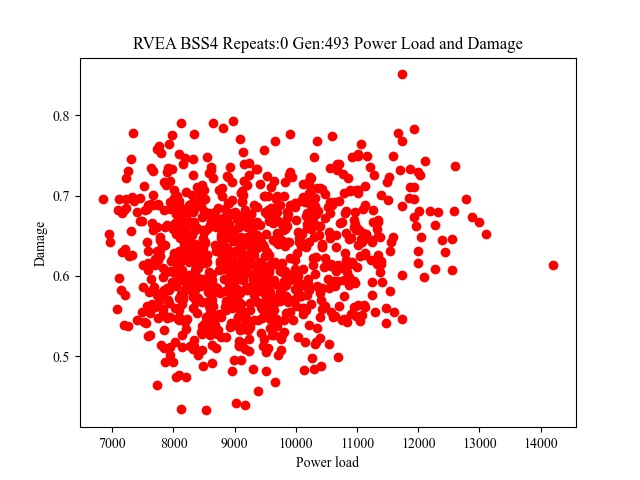 RVEA BSS4 Repeats:0 Gen:493 Power Load and Damage
0.8
0.7
0.6
0.5
Damage
7000 8000 9000 10000 11000 12000 13000 14000
Power load